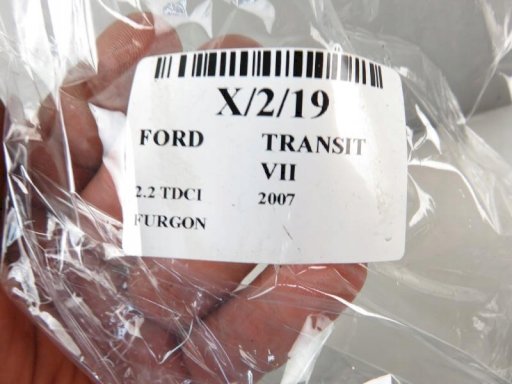 X/2/19
FORD TRANSIT
VII
2.2 TDCI 2007
FURGON